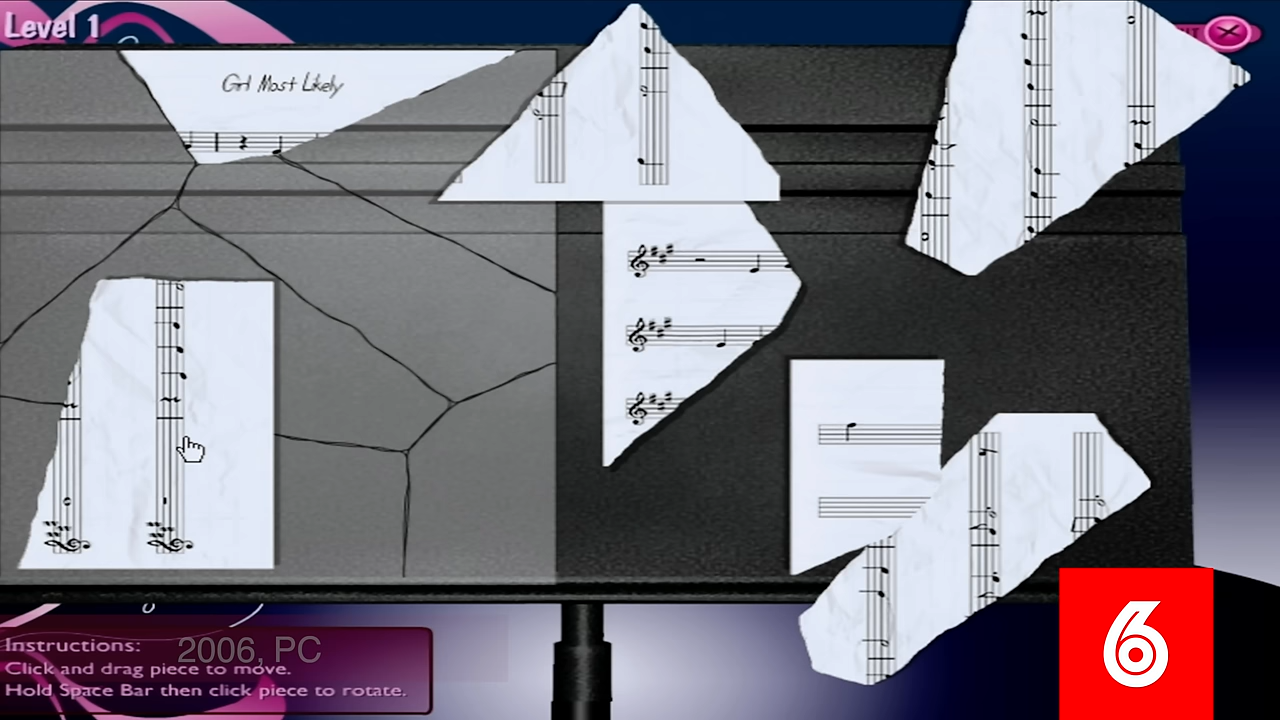 Level 1
Girl Most Likely
Instructions:
2006, PC
Click and drag piece to move.
Hold Space Bar then click piece to rotate.
6